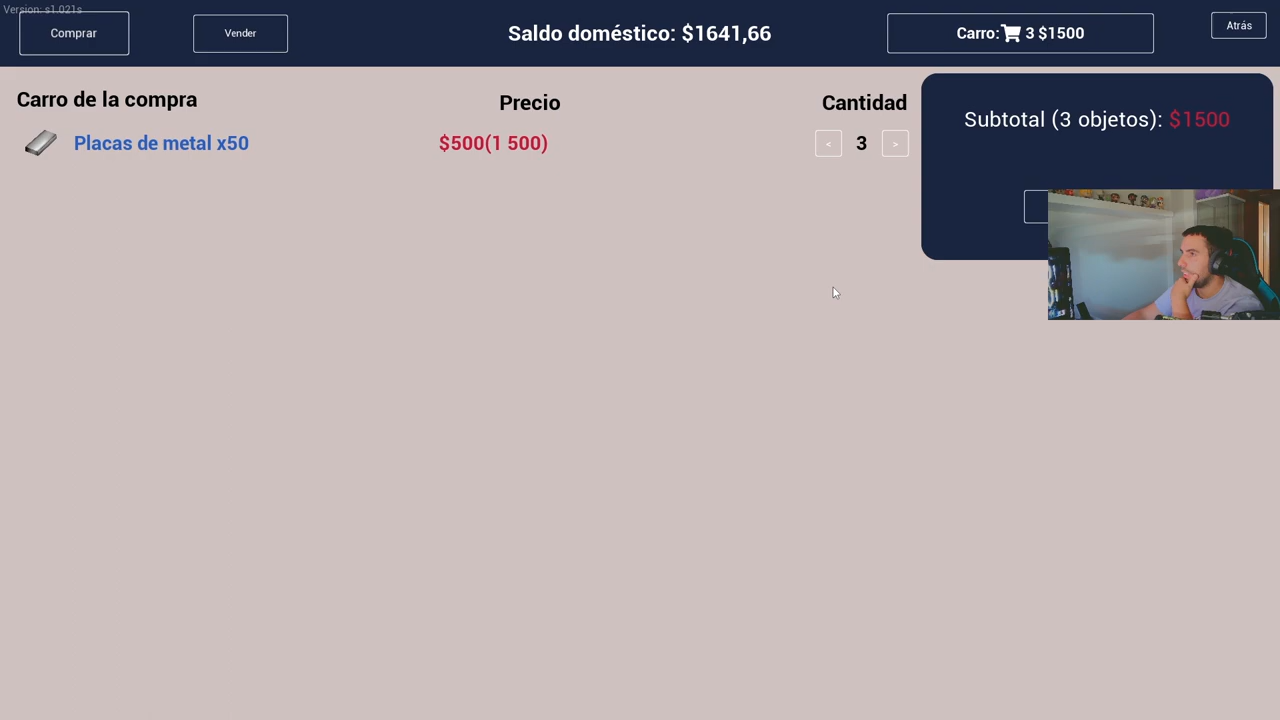 Version: s1.021s
Comprar
Vender
Saldo doméstico: $1641,66
Carro: 3 $1500
Atrás
Carro de la compra
Precio
Cantidad
Subtotal (3 objetos): $1500
Placas de metal x50
$500(1 500)
< 3 >